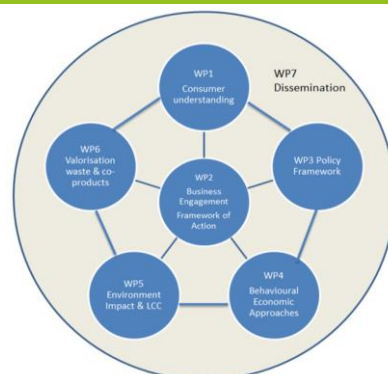 WP1
Consumer
understanding
WP7
Dissemination
WP6
Valorisation
waste & co-
products
WP2
Business
Engagement
Framework of
Action
WP3 Policy
Framework
WP5
Environment
Impact & LCC
WP4
Behavioural
Economic
Approaches